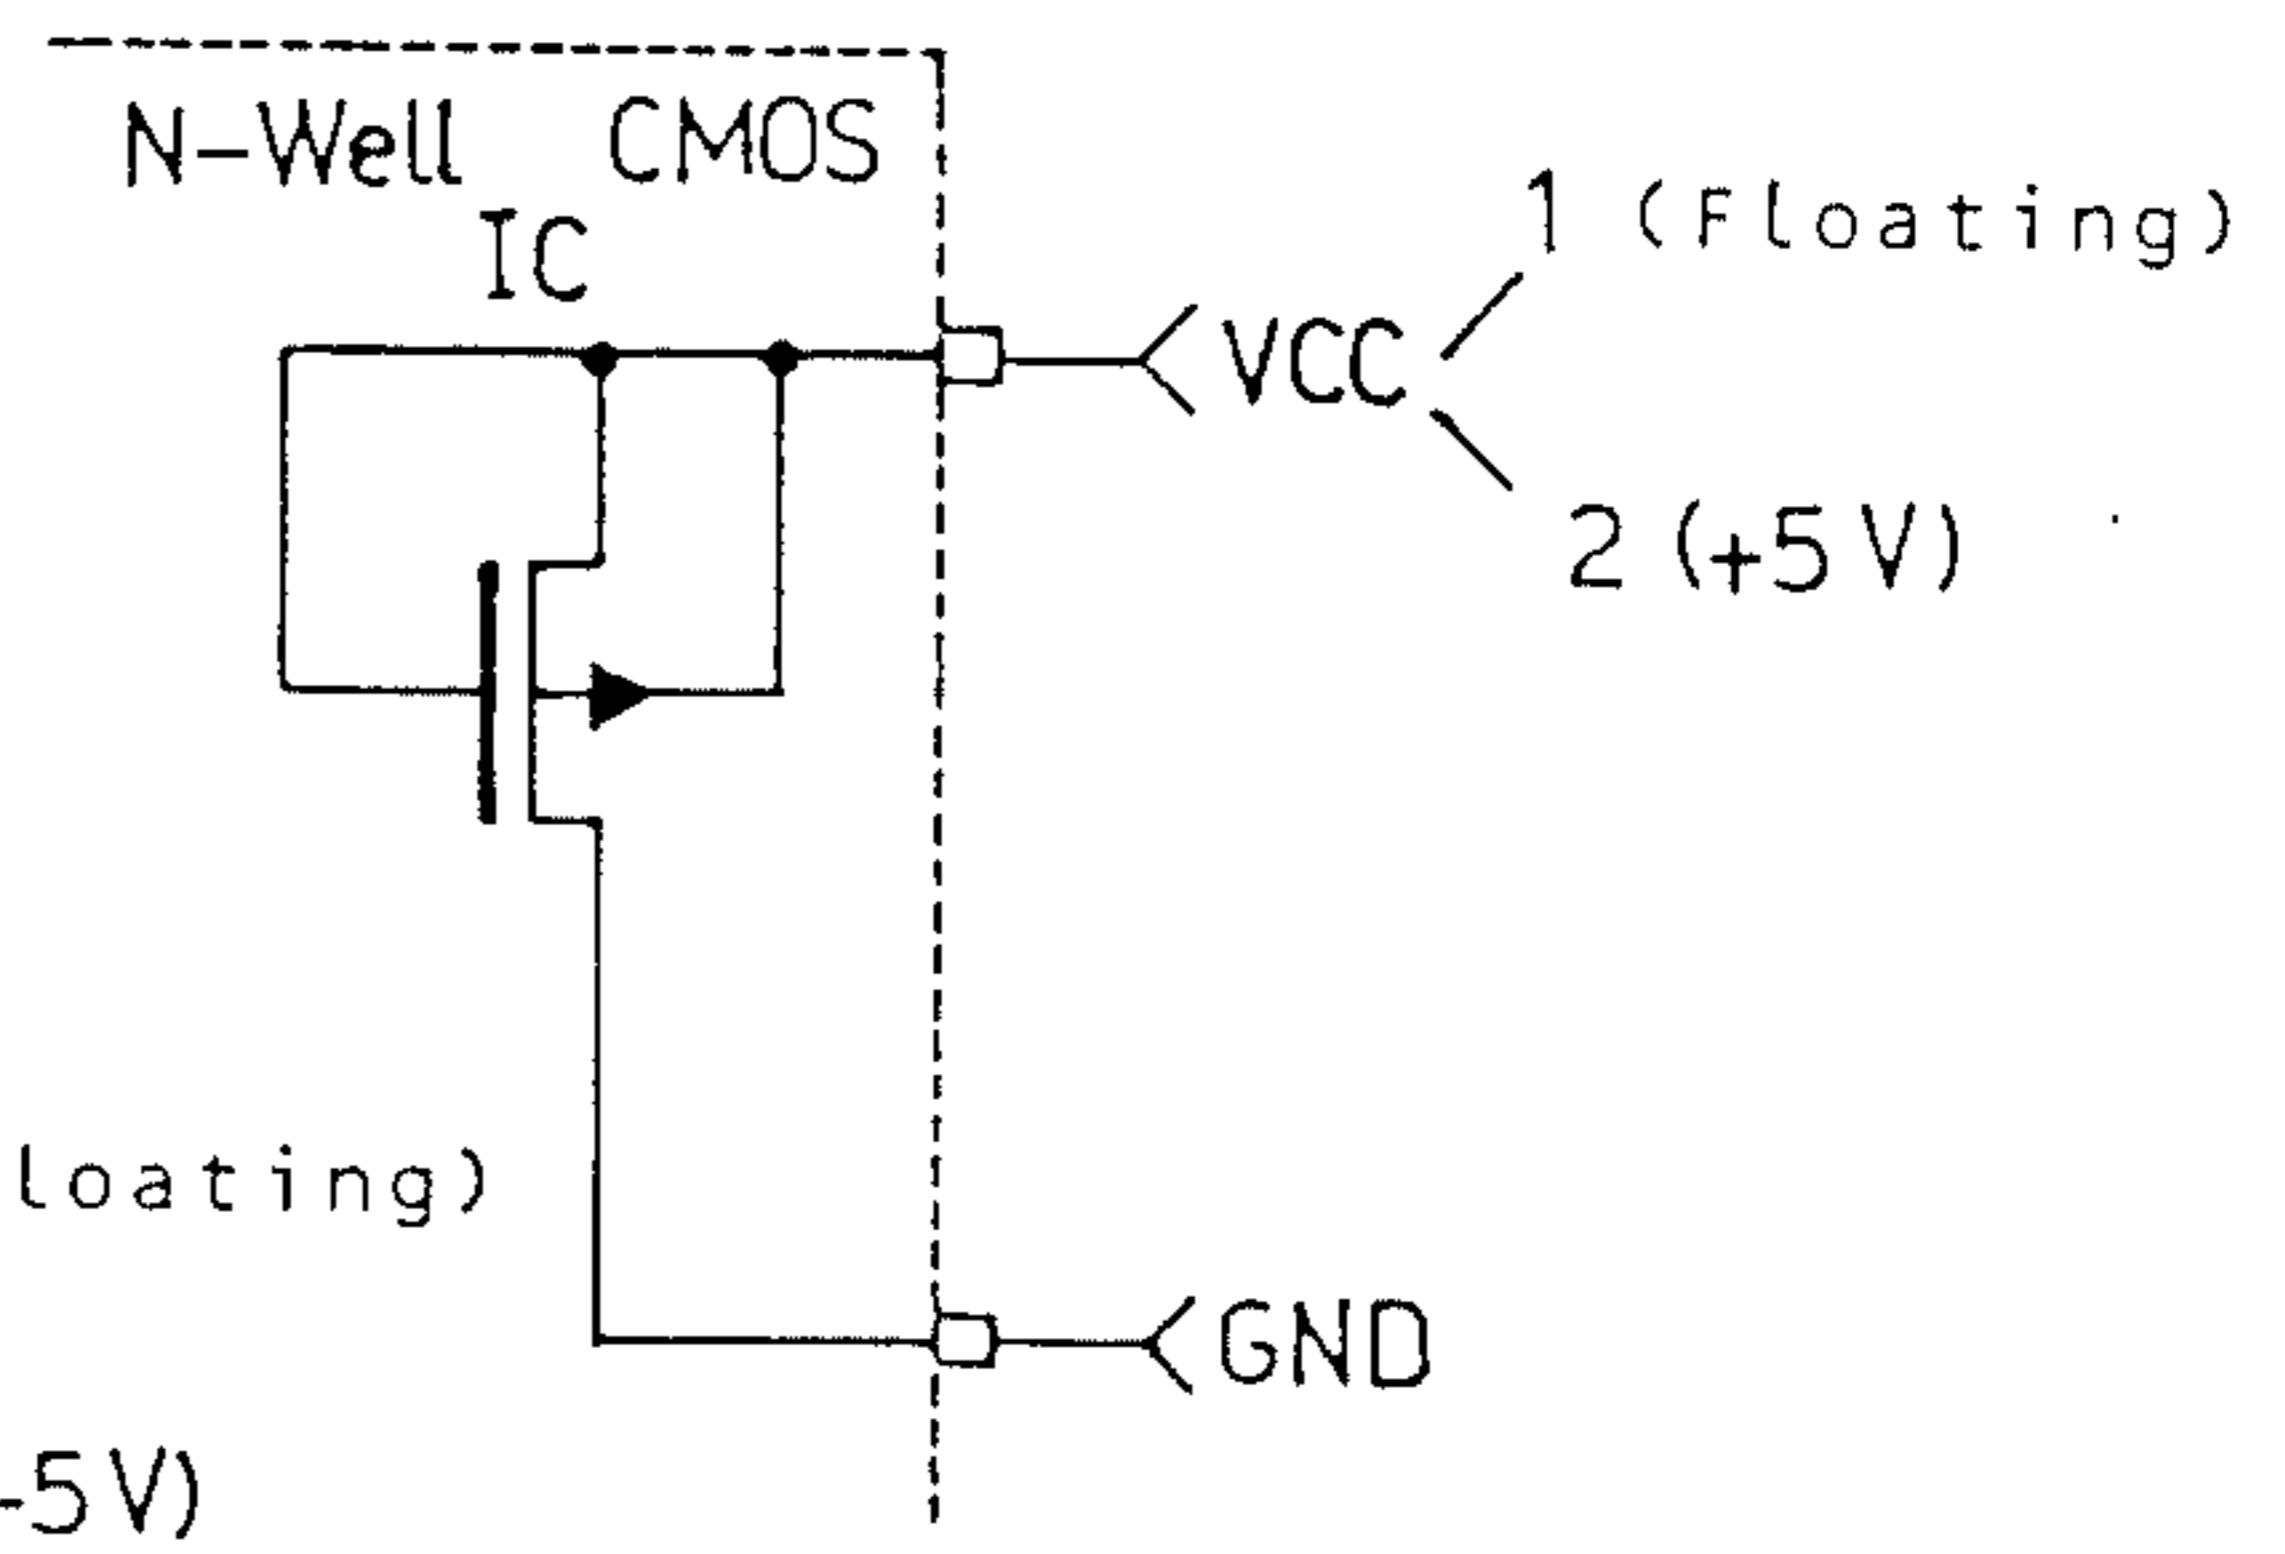 N-Well CMOS
IC
1 (Floating)
VCC
2 (+5V)
loating)
GND
-5V)